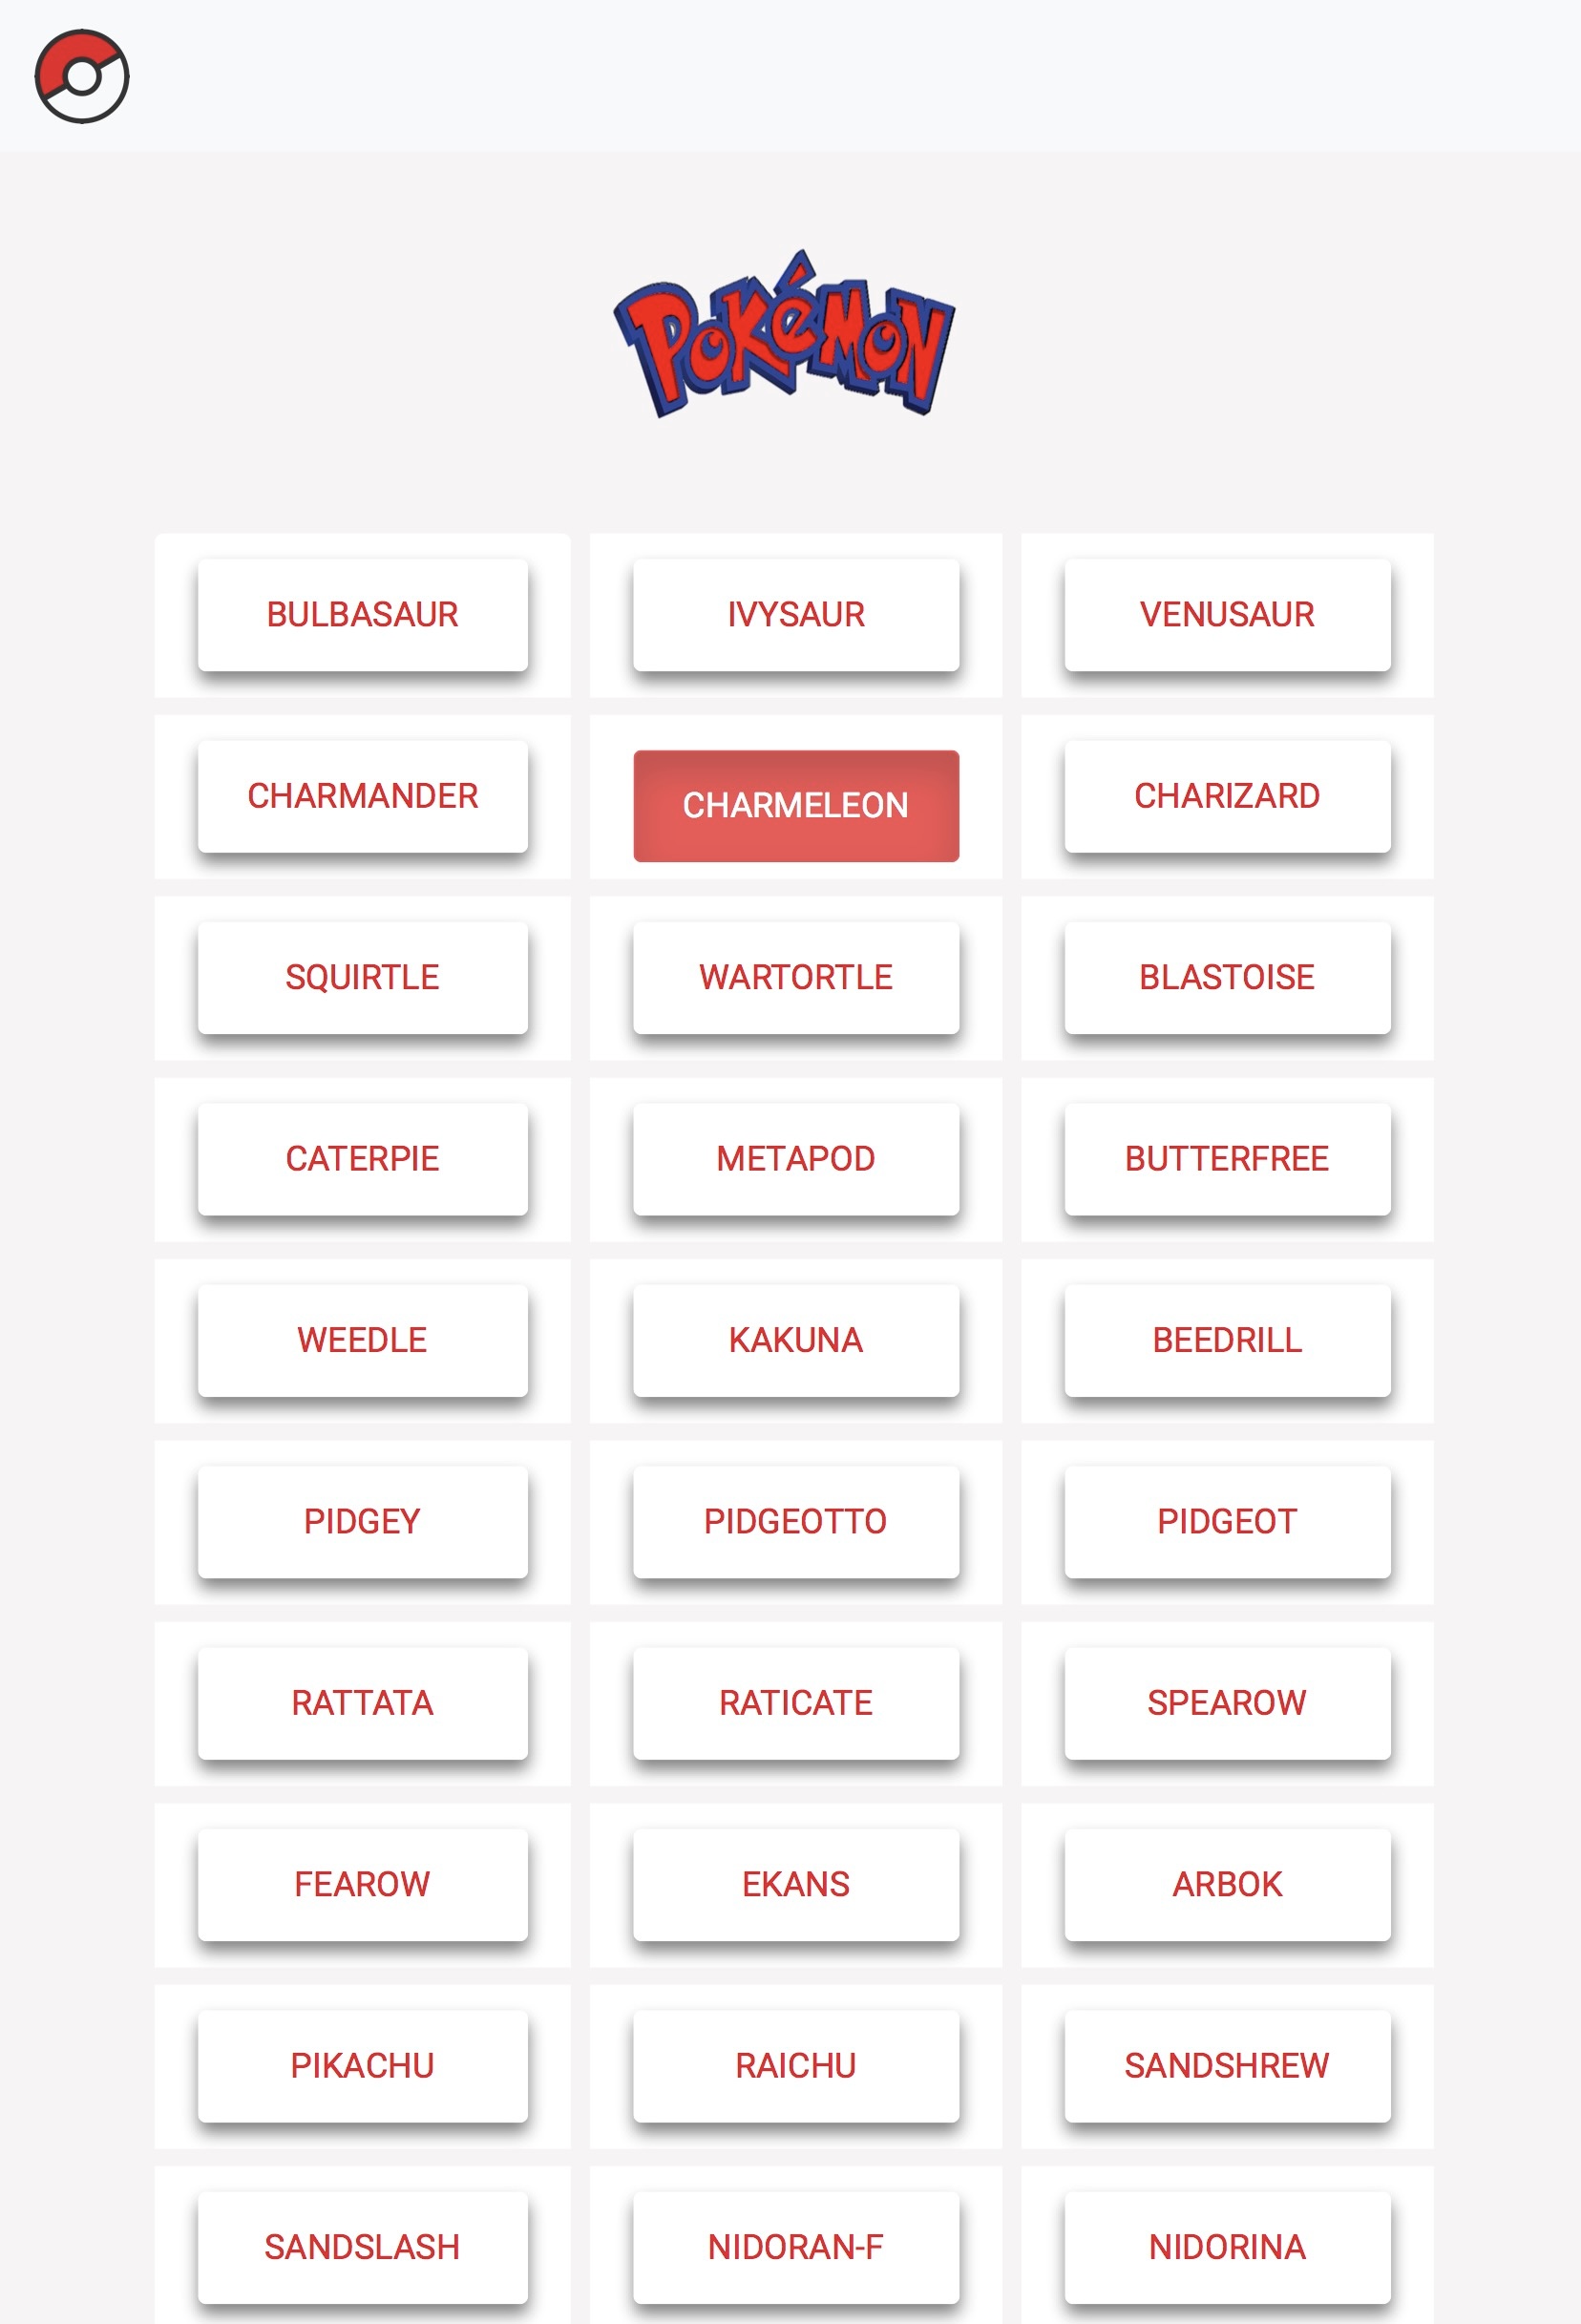 Pokémon
BULBASAUR
IVYSAUR
VENUSAUR
CHARMANDER
CHARMELEON
CHARIZARD
SQUIRTLE
WARTORTLE
BLASTOISE
CATERPIE
METAPOD
BUTTERFREE
WEEDLE
KAKUNA
BEEDRILL
PIDGEY
PIDGEOTTO
PIDGEOT
RATTATA
RATICATE
SPEAROW
FEAROW
EKANS
ARBOK
PIKACHU
RAICHU
SANDSHREW
SANDSLASH
NIDORAN-F
NIDORINA